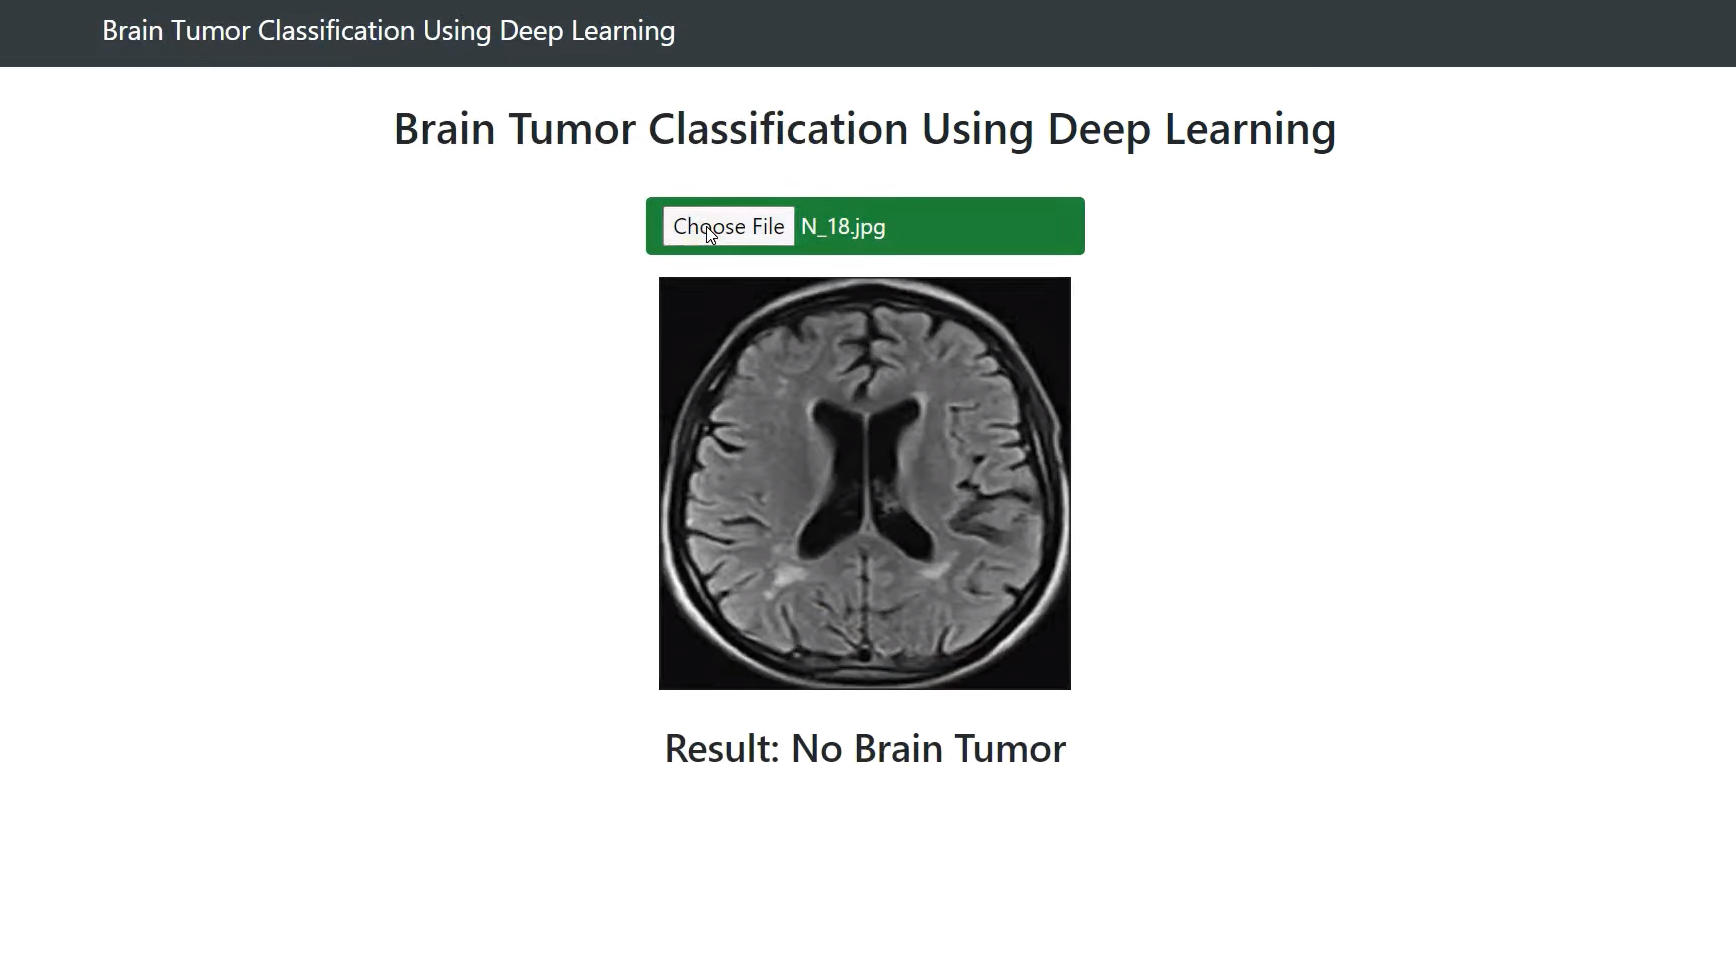 Brain Tumor Classification Using Deep Learning
Brain Tumor Classification Using Deep Learning
Choose File N_18.jpg
Result: No Brain Tumor